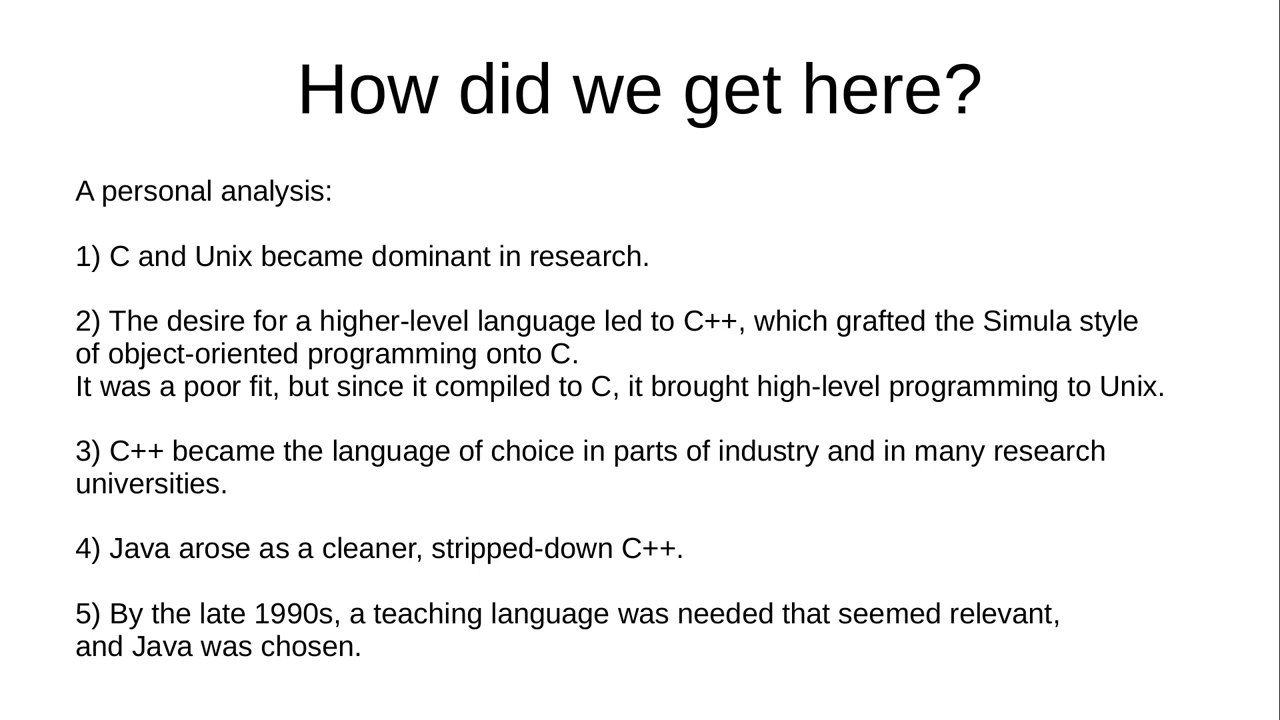 How did we get here?
A personal analysis:
1) C and Unix became dominant in research.
2) The desire for a higher-level language led to C++, which grafted the Simula style
of object-oriented programming onto C.
It was a poor fit, but since it compiled to C, it brought high-level programming to Unix.
3) C++ became the language of choice in parts of industry and in many research
universities.
4) Java arose as a cleaner, stripped-down C++.
5) By the late 1990s, a teaching language was needed that seemed relevant,
and Java was chosen.